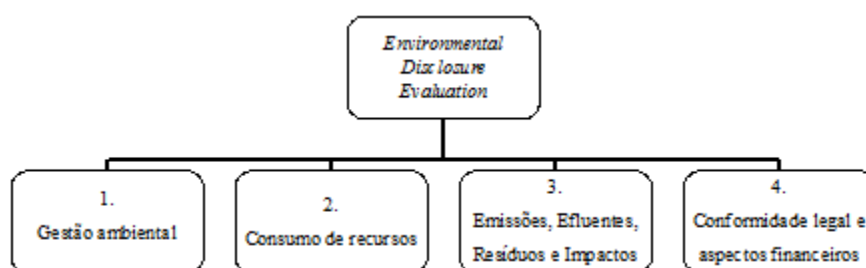 Environmental
Disclosure
Evaluation
1.
Gestão ambiental
2.
Consumo de recursos
3.
Emissões, Efluentes,
Resíduos e Impactos
4.
Conformidade legal e
aspectos financeiros